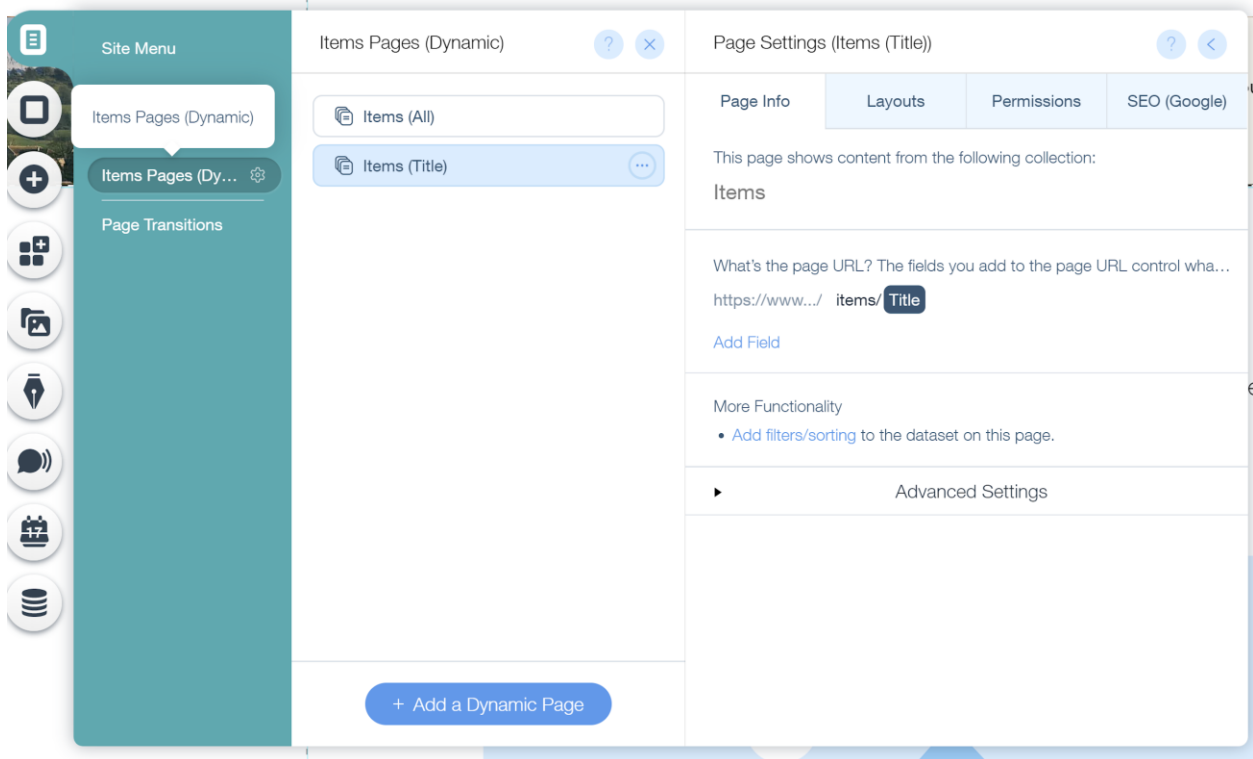 Site Menu
Items Pages (Dynamic)
Items Pages (Dy...
Page Transitions
17
Items Pages (Dynamic)
?
Items (All)
Items (Title)
+ Add a Dynamic Page
Page Settings (Items (Title))
?
Page Info
Layouts
Permissions
SEO (Google)
This page shows content from the following collection:
Items
What's the page URL? The fields you add to the page URL control wha...
https://www.../ items/ Title
Add Field
More Functionality
• Add filters/sorting to the dataset on this page.
Advanced Settings